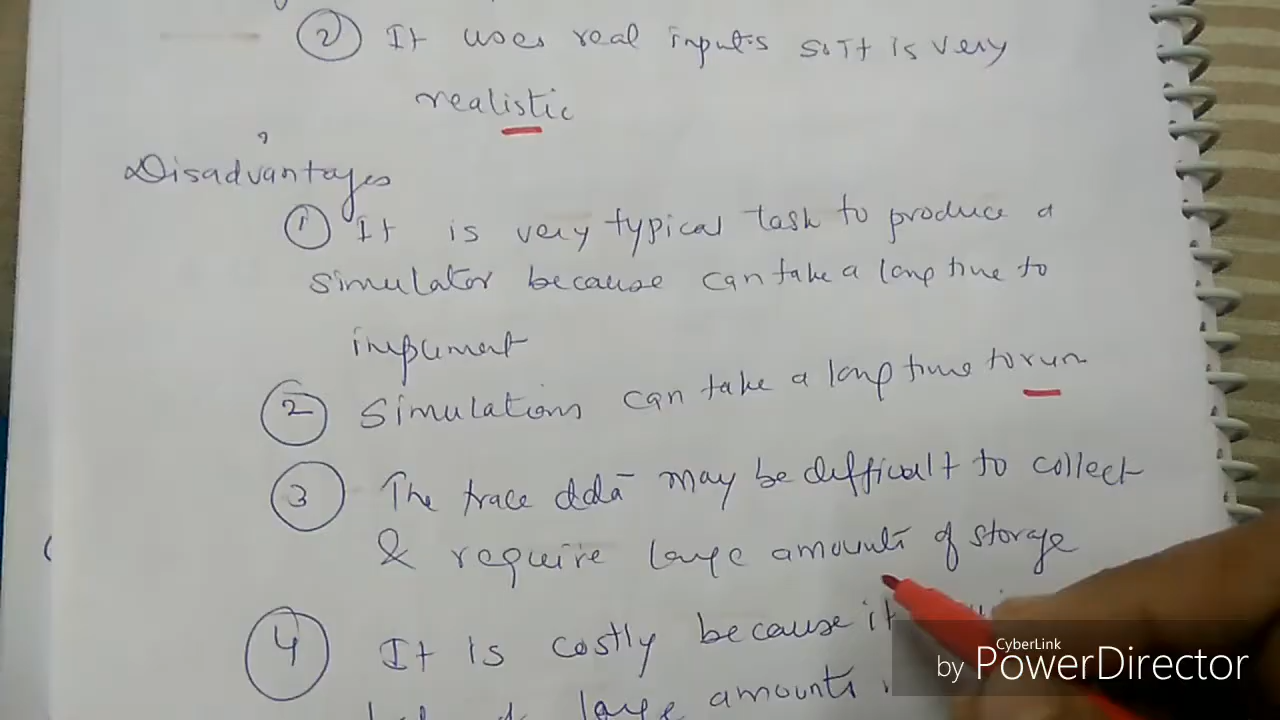 ② It uses real inputs so it is very
realistic
Disadvantages
① It is very typical task to produce a
simulator because can take a long time to
implement
② Simulations can take a long time to run
③ The trace data may be difficult to collect
& require large amounts of storage
④ It is costly because it
large amounts
CyberLink
by PowerDirector